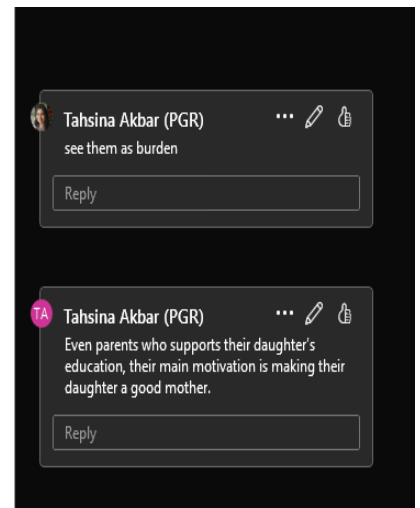 Tahsina Akbar (PGR)
see them as burden
Reply
TA
Tahsina Akbar (PGR)
Even parents who supports their daughter's
education, their main motivation is making their
daughter a good mother.
Reply